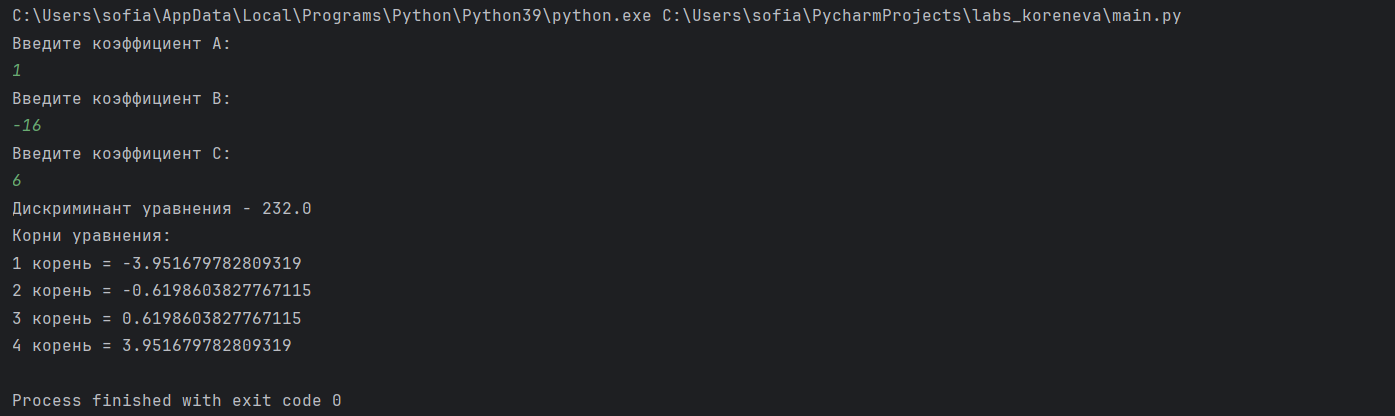 C:\Users\sofia\AppData\Local\Programs\Python\Python39\python.exe C:\Users\sofia\PycharmProjects\labs_koreneva\main.py
Введите коэффициент A:
1
Введите коэффициент B:
-16
Введите коэффициент C:
6
Дискриминант уравнения - 232.0
Корни уравнения:
1 корень = -3.951679782809319
2 корень = -0.6198603827767115
3 корень = 0.6198603827767115
4 корень = 3.951679782809319
Process finished with exit code 0